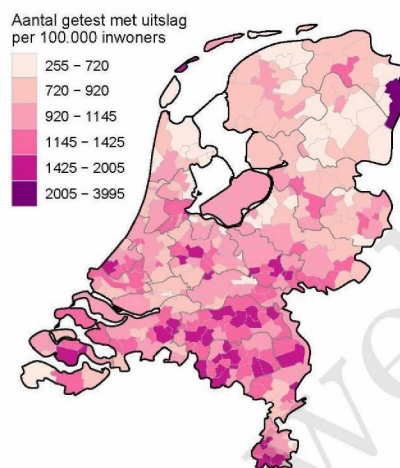 Aantal getest met uitslag
per 100.000 inwoners
255 – 720
720 – 920
920 – 1145
1145 – 1425
1425 – 2005
2005 – 3995